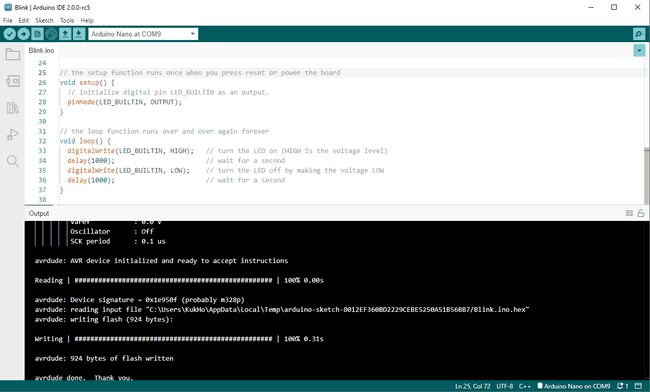 Blink | Arduino IDE 2.0.0-rc5
File Edit Sketch Tools Help
Arduino Nano at COM9
Blink.ino
24
25 // the setup function runs once when you press reset or power the board
26 void setup() {
27 // initialize digital pin LED_BUILTIN as an output.
28 pinMode(LED_BUILTIN, OUTPUT);
29 }
30
31 // the loop function runs over and over again forever
32 void loop() {
33 digitalWrite(LED_BUILTIN, HIGH); // turn the LED on (HIGH is the voltage level)
34 delay(1000); // wait for a second
35 digitalWrite(LED_BUILTIN, LOW); // turn the LED off by making the voltage LOW
36 delay(1000); // wait for a second
37 }
38
Output
Varef : 0.0 V
Oscillator : Off
SCK period : 0.1 us
avrdude: AVR device initialized and ready to accept instructions
Reading | ################################################## | 100% 0.00s
avrdude: Device signature = 0x1e950f (probably m328p)
avrdude: reading input file "C:\Users\KukHo\AppData\Local\Temp\arduino-sketch-8012EF360BD2229CEBE5250A51B56BB7/Blink.ino.hex"
avrdude: writing flash (924 bytes):
Writing | ################################################## | 100% 0.31s
avrdude: 924 bytes of flash written
avrdude done. Thank you.
Ln 25, Col 72 UTF-8 C++ Arduino Nano on COM9 1